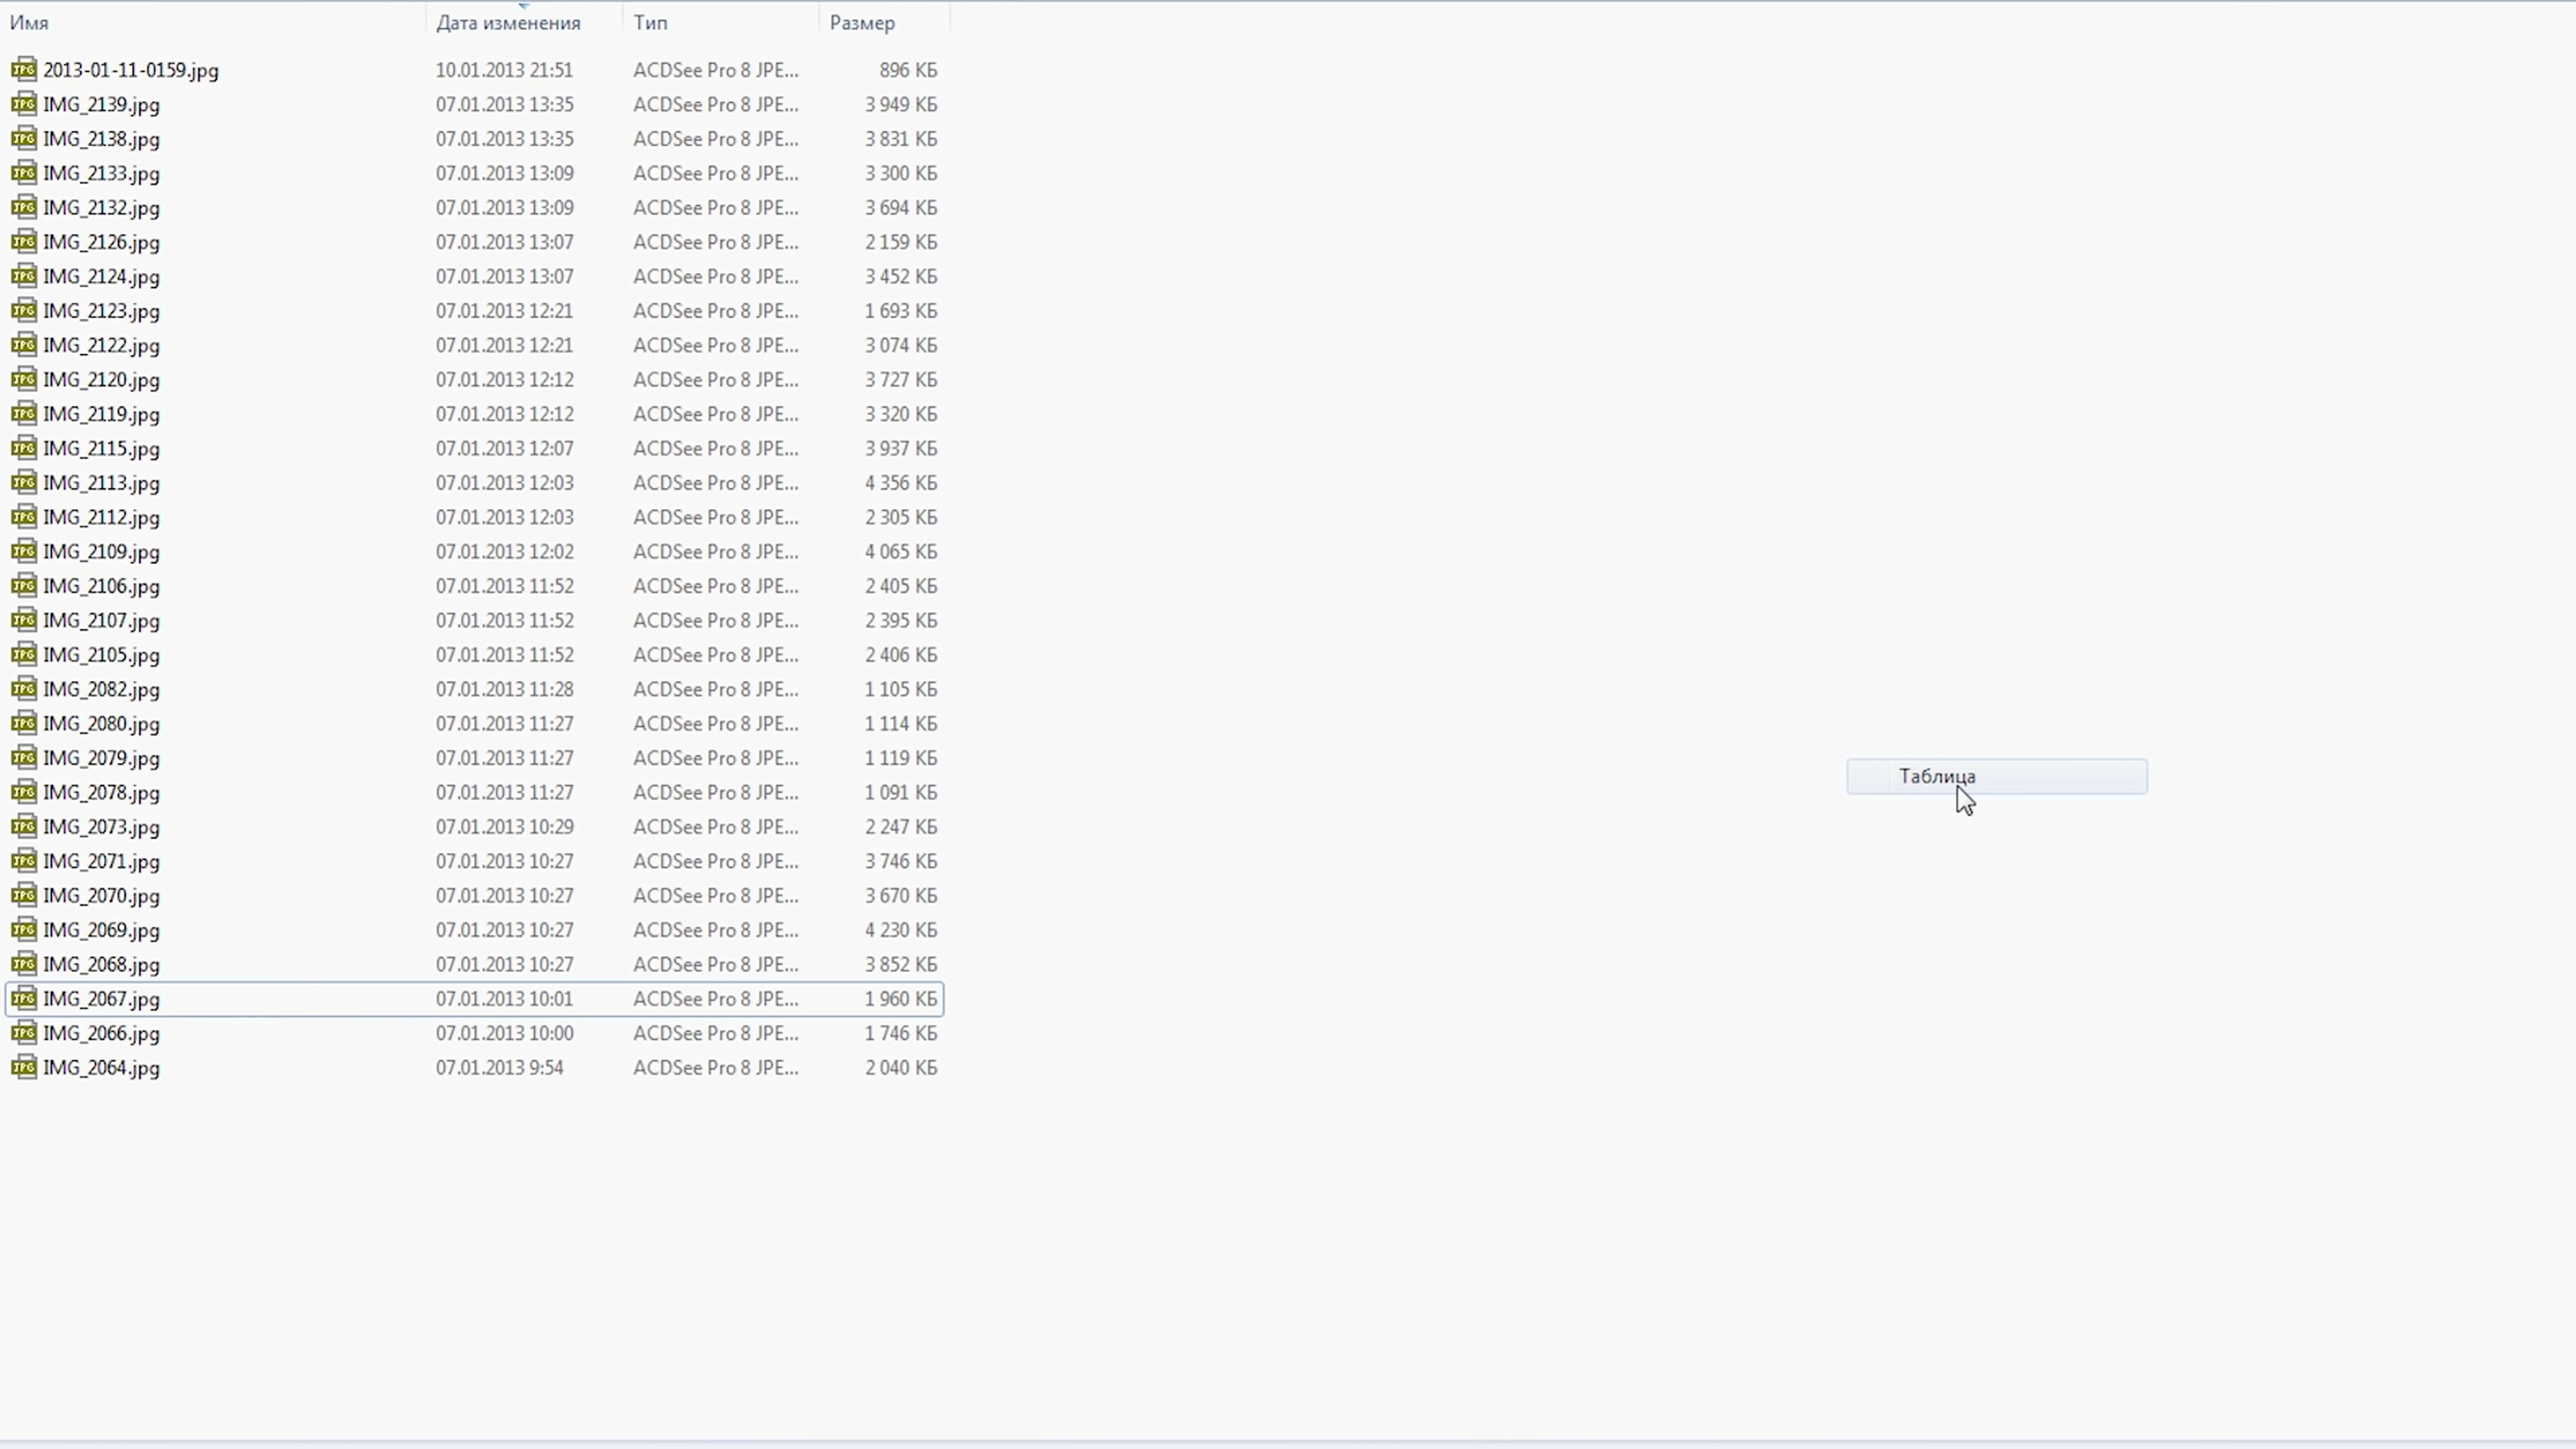 Имя Дата изменения Тип Размер
2013-01-11-0159.jpg 10.01.2013 21:51 ACDSee Pro 8 JPE... 896 КБ
IMG_2139.jpg 07.01.2013 13:35 ACDSee Pro 8 JPE... 3 949 КБ
IMG_2138.jpg 07.01.2013 13:35 ACDSee Pro 8 JPE... 3 831 КБ
IMG_2133.jpg 07.01.2013 13:09 ACDSee Pro 8 JPE... 3 300 КБ
IMG_2132.jpg 07.01.2013 13:09 ACDSee Pro 8 JPE... 3 694 КБ
IMG_2126.jpg 07.01.2013 13:07 ACDSee Pro 8 JPE... 2 159 КБ
IMG_2124.jpg 07.01.2013 13:07 ACDSee Pro 8 JPE... 3 452 КБ
IMG_2123.jpg 07.01.2013 12:21 ACDSee Pro 8 JPE... 1 693 КБ
IMG_2122.jpg 07.01.2013 12:21 ACDSee Pro 8 JPE... 3 074 КБ
IMG_2120.jpg 07.01.2013 12:12 ACDSee Pro 8 JPE... 3 727 КБ
IMG_2119.jpg 07.01.2013 12:12 ACDSee Pro 8 JPE... 3 320 КБ
IMG_2115.jpg 07.01.2013 12:07 ACDSee Pro 8 JPE... 3 937 КБ
IMG_2113.jpg 07.01.2013 12:03 ACDSee Pro 8 JPE... 4 356 КБ
IMG_2112.jpg 07.01.2013 12:03 ACDSee Pro 8 JPE... 2 305 КБ
IMG_2109.jpg 07.01.2013 12:02 ACDSee Pro 8 JPE... 4 065 КБ
IMG_2106.jpg 07.01.2013 11:52 ACDSee Pro 8 JPE... 2 405 КБ
IMG_2107.jpg 07.01.2013 11:52 ACDSee Pro 8 JPE... 2 395 КБ
IMG_2105.jpg 07.01.2013 11:52 ACDSee Pro 8 JPE... 2 406 КБ
IMG_2082.jpg 07.01.2013 11:28 ACDSee Pro 8 JPE... 1 105 КБ
IMG_2080.jpg 07.01.2013 11:27 ACDSee Pro 8 JPE... 1 114 КБ
IMG_2079.jpg 07.01.2013 11:27 ACDSee Pro 8 JPE... 1 119 КБ
Таблица
IMG_2078.jpg 07.01.2013 11:27 ACDSee Pro 8 JPE... 1 091 КБ
IMG_2073.jpg 07.01.2013 10:29 ACDSee Pro 8 JPE... 2 247 КБ
IMG_2071.jpg 07.01.2013 10:27 ACDSee Pro 8 JPE... 3 746 КБ
IMG_2070.jpg 07.01.2013 10:27 ACDSee Pro 8 JPE... 3 670 КБ
IMG_2069.jpg 07.01.2013 10:27 ACDSee Pro 8 JPE... 4 230 КБ
IMG_2068.jpg 07.01.2013 10:27 ACDSee Pro 8 JPE... 3 852 КБ
IMG_2067.jpg 07.01.2013 10:01 ACDSee Pro 8 JPE... 1 960 КБ
IMG_2066.jpg 07.01.2013 10:00 ACDSee Pro 8 JPE... 1 746 КБ
IMG_2064.jpg 07.01.2013 9:54 ACDSee Pro 8 JPE... 2 040 КБ